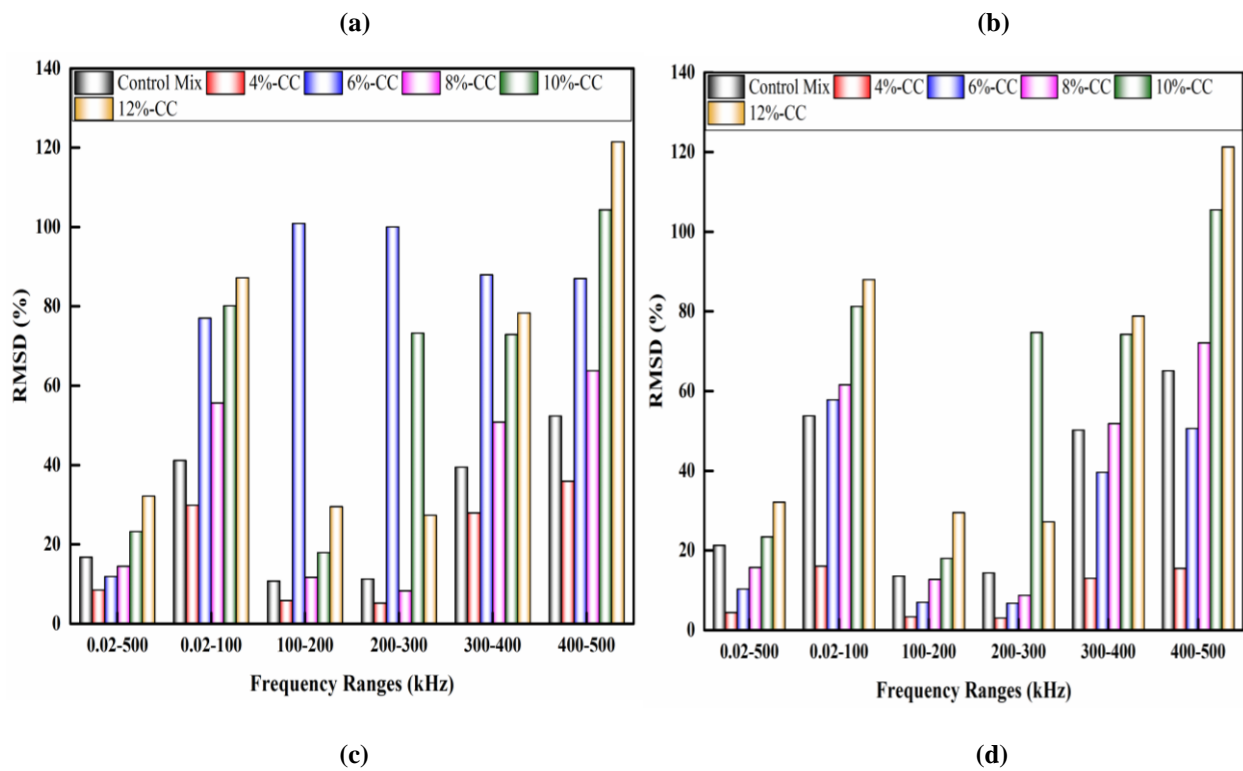 (a) (b)
140
Control Mix 4%-CC 6%-CC 8%-CC 10%-CC
12%-CC
120
100
80
60
40
20
0
RMSD (%)
0.02-500 0.02-100 100-200 200-300 300-400 400-500
Frequency Ranges (kHz)
140
Control Mix 4%-CC 6%-CC 8%-CC 10%-CC
12%-CC
120
100
80
60
40
20
0
RMSD (%)
0.02-500 0.02-100 100-200 200-300 300-400 400-500
Frequency Ranges (kHz)
(c) (d)